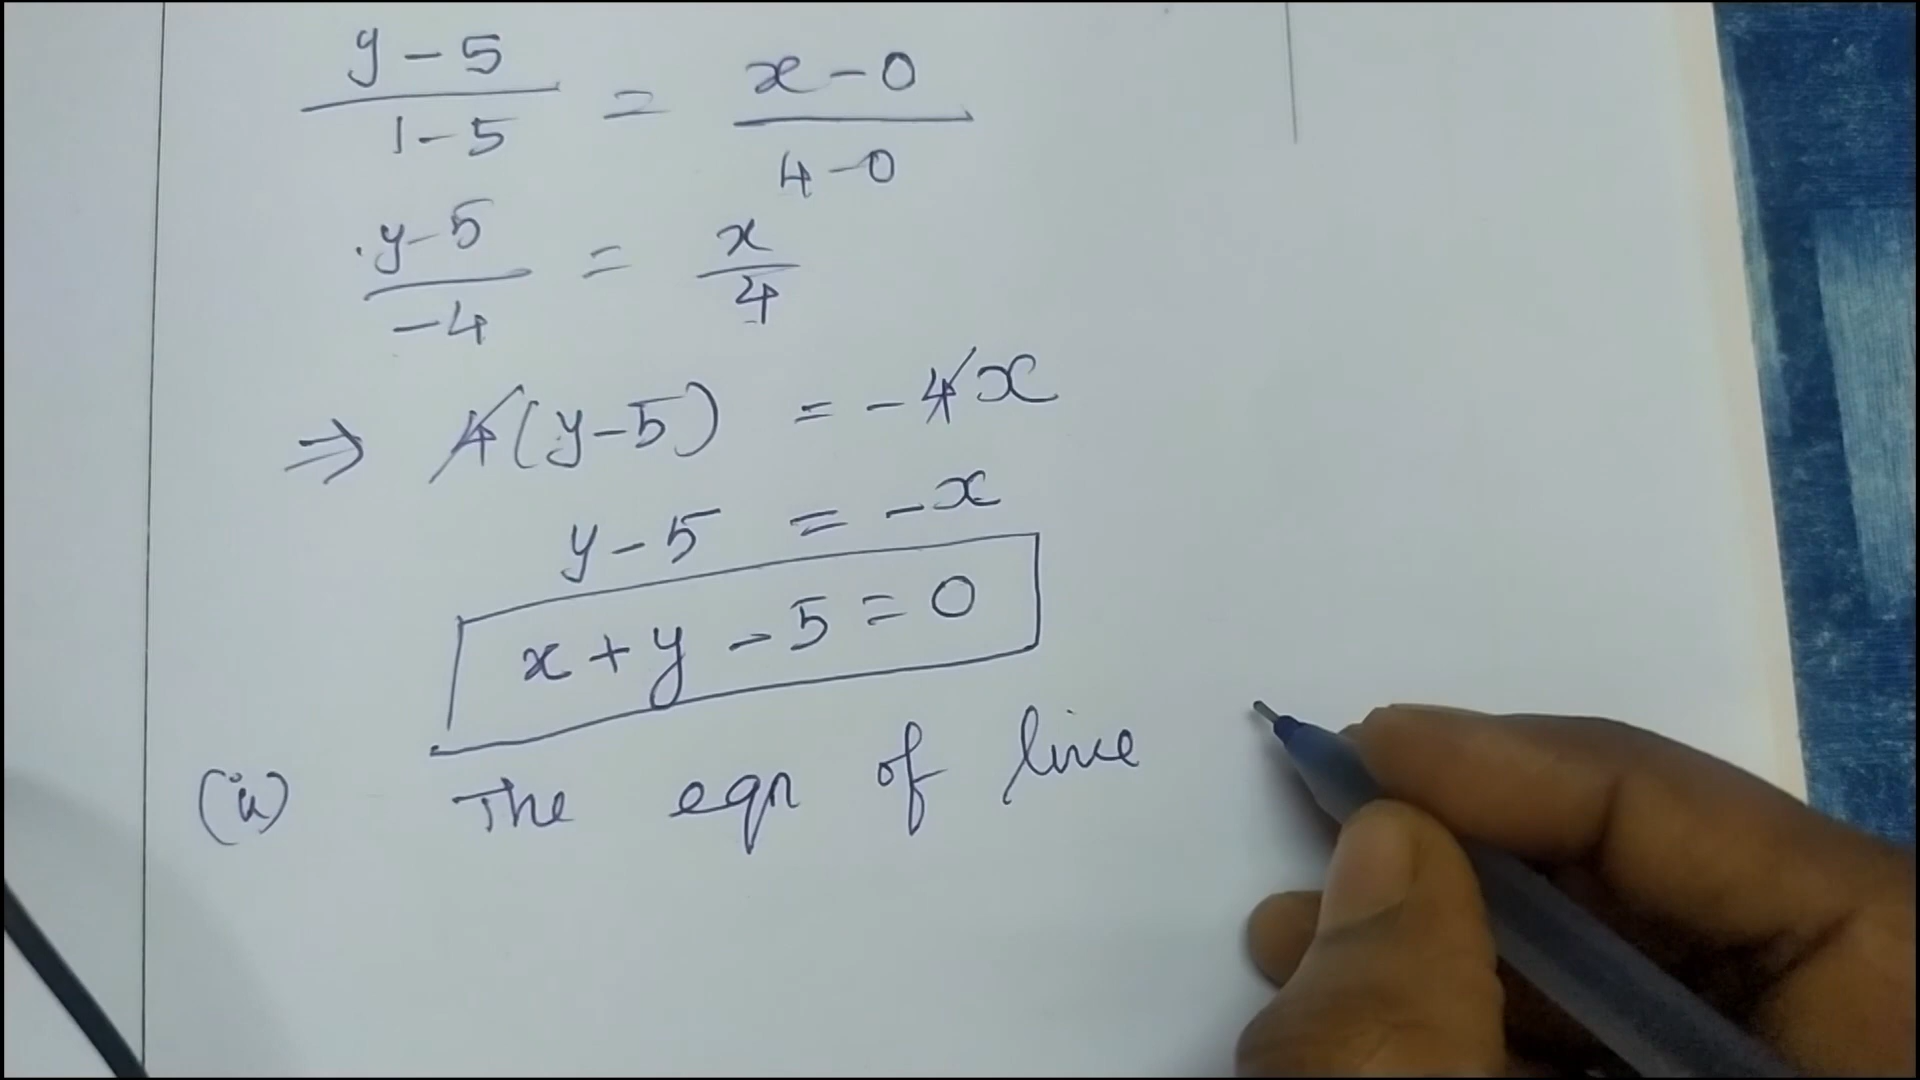 y-5 / 1-5 = x-0 / 4-0
y-5 / -4 = x / 4
⇒ 4(y-5) = -4x
y-5 = -x
x+y-5=0
(ii) The eqn of line